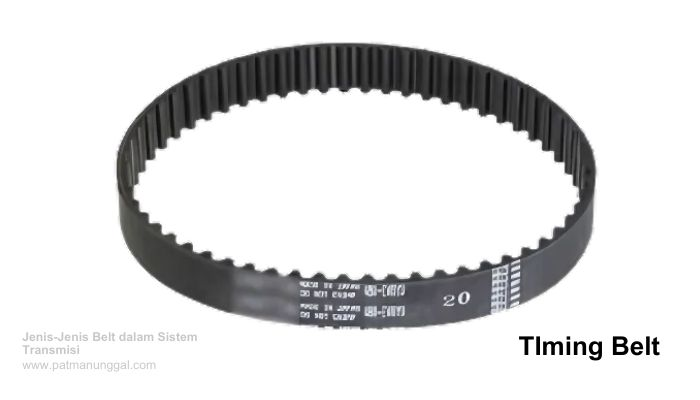 20
Jenis-Jenis Belt dalam Sistem
Transmisi
www.patmanunggal.com
TIming Belt